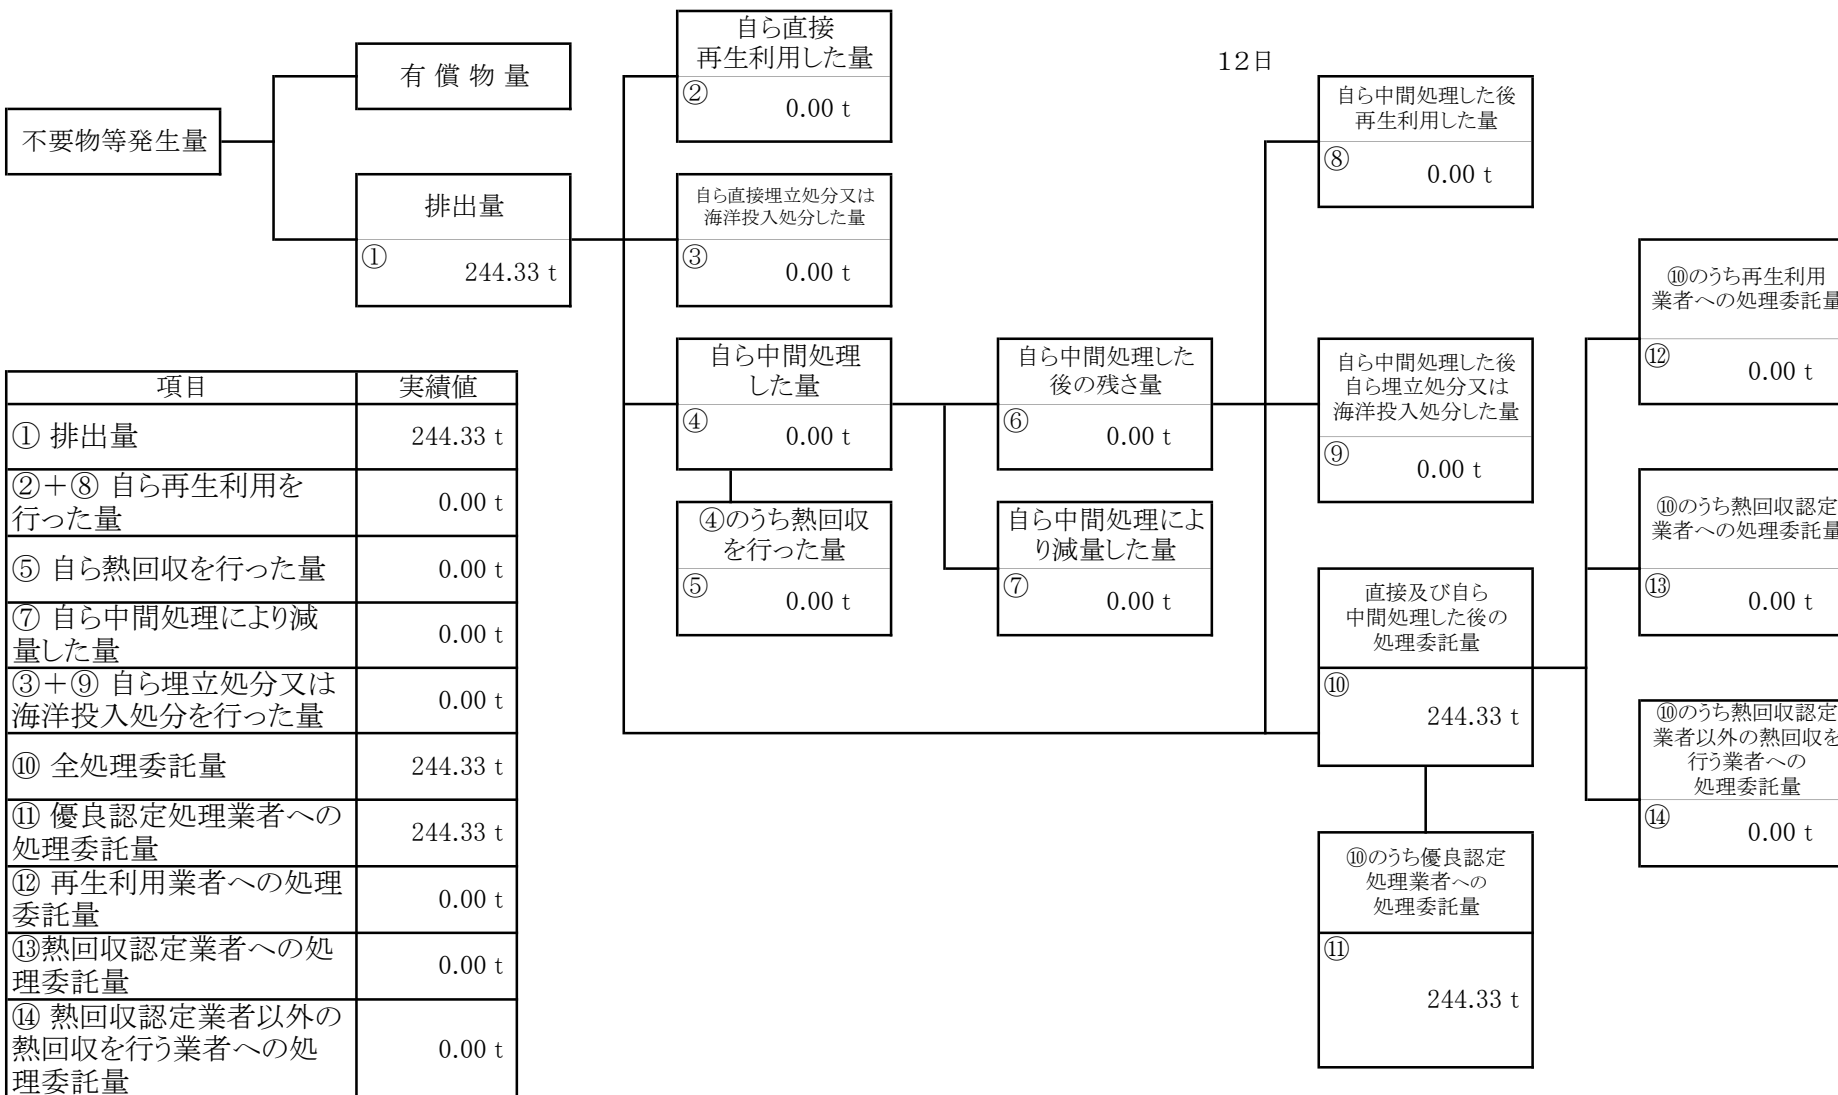 自ら直接
再生利用した量
② 0.00 t
12日
有 償 物 量
不要物等発生量
自ら中間処理した後
再生利用した量
⑧ 0.00 t
排出量
① 244.33 t
自ら直接埋立処分又は
海洋投入処分した量
③ 0.00 t
⑩のうち再生利用
業者への処理委託量
⑫ 0.00 t
自ら中間処理
した量
④ 0.00 t
自ら中間処理した
後の残さ量
⑥ 0.00 t
自ら中間処理した後
自ら埋立処分又は
海洋投入処分した量
⑨ 0.00 t
④のうち熱回収
を行った量
⑤ 0.00 t
自ら中間処理によ
り減量した量
⑦ 0.00 t
⑩のうち熱回収認定
業者への処理委託量
⑬ 0.00 t
直接及び自ら
中間処理した後の
処理委託量
⑩ 244.33 t
⑩のうち熱回収認定
業者以外の熱回収を
行う業者への
処理委託量
⑭ 0.00 t
⑩のうち優良認定
処理業者への
処理委託量
⑪ 244.33 t
項目 実績値
① 排出量 244.33 t
②+⑧ 自ら再生利用を
行った量 0.00 t
⑤ 自ら熱回収を行った量 0.00 t
⑦ 自ら中間処理により減
量した量 0.00 t
③+⑨ 自ら埋立処分又は
海洋投入処分を行った量 0.00 t
⑩ 全処理委託量 244.33 t
⑪ 優良認定処理業者への
処理委託量 244.33 t
⑫ 再生利用業者への処理
委託量 0.00 t
⑬熱回収認定業者への処
理委託量 0.00 t
⑭ 熱回収認定業者以外の
熱回収を行う業者への処
理委託量 0.00 t